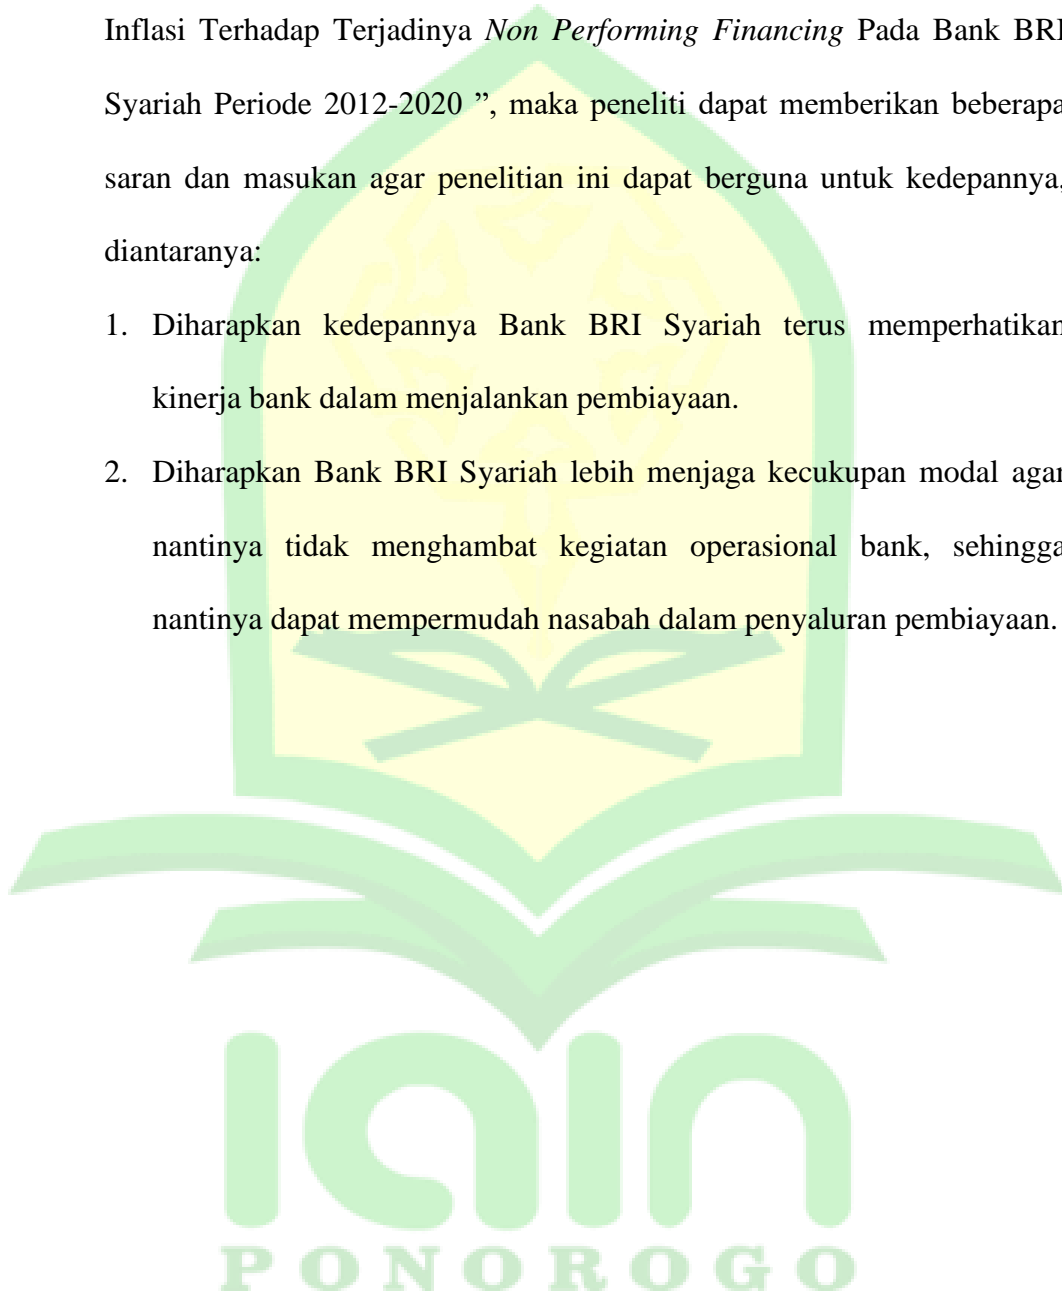 Inflasi Terhadap Terjadinya Non Performing Financing Pada Bank BRI
Syariah Periode 2012-2020 ”, maka peneliti dapat memberikan beberapa
saran dan masukan agar penelitian ini dapat berguna untuk kedepannya,
diantaranya:
1. Diharapkan kedepannya Bank BRI Syariah terus memperhatikan
kinerja bank dalam menjalankan pembiayaan.
2. Diharapkan Bank BRI Syariah lebih menjaga kecukupan modal agar
nantinya tidak menghambat kegiatan operasional bank, sehingga
nantinya dapat mempermudah nasabah dalam penyaluran pembiayaan.
iain
PONOROGO